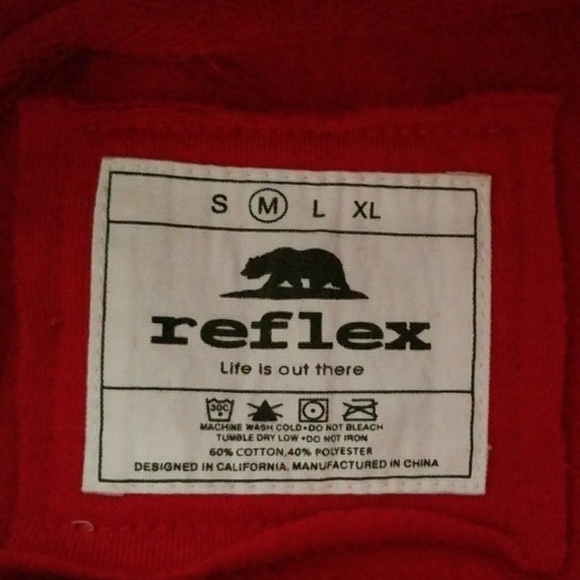 S M L XL
reflex
Life is out there
30C
MACHINE WASH COLD•DO NOT BLEACH
TUMBLE DRY LOW •DO NOT IRON
60% COTTON,40% POLYESTER
DESIGNED IN CALIFORNIA. MANUFACTURED IN CHINA